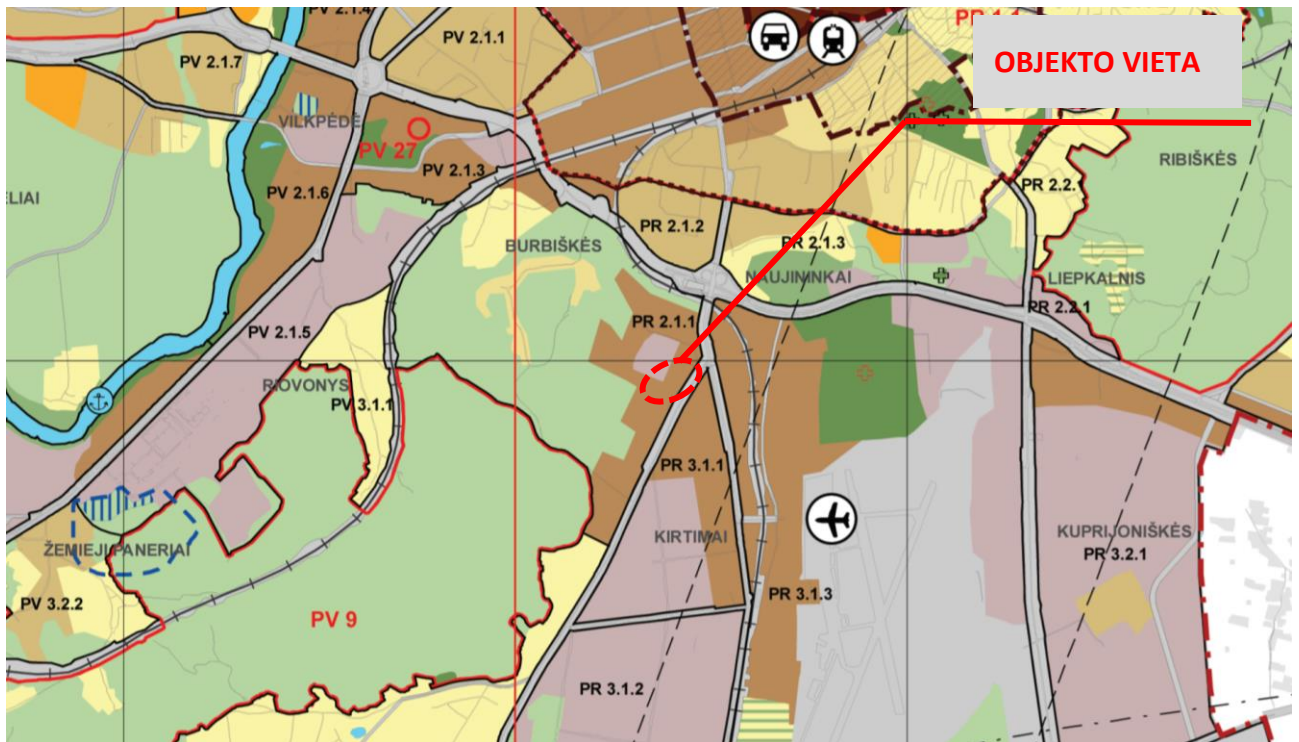 PV 2.1.4
PV 2.1.1
OBJEKTO VIETA
PV 2.1.7
VILKPĖDĖ
PV 27
PV 2.1.3
RIBIŠKĖS
PV 2.1.6
PR 2.2.1
PR 2.1.2
BURBIŠKĖS
PR 2.1.3
NAUJININKAI
LIEPKALNIS
PR 2.2.1
PR 2.1.1
PV 2.1.5
PV 3.1.1
PR 3.1.1
KIRTIMAI
KUPRIJONIŠKĖS
PR 3.2.1
ŽEMIEJI PANERIAI
PV 3.2.2
PR 3.1.3
PV 9
PR 3.1.2